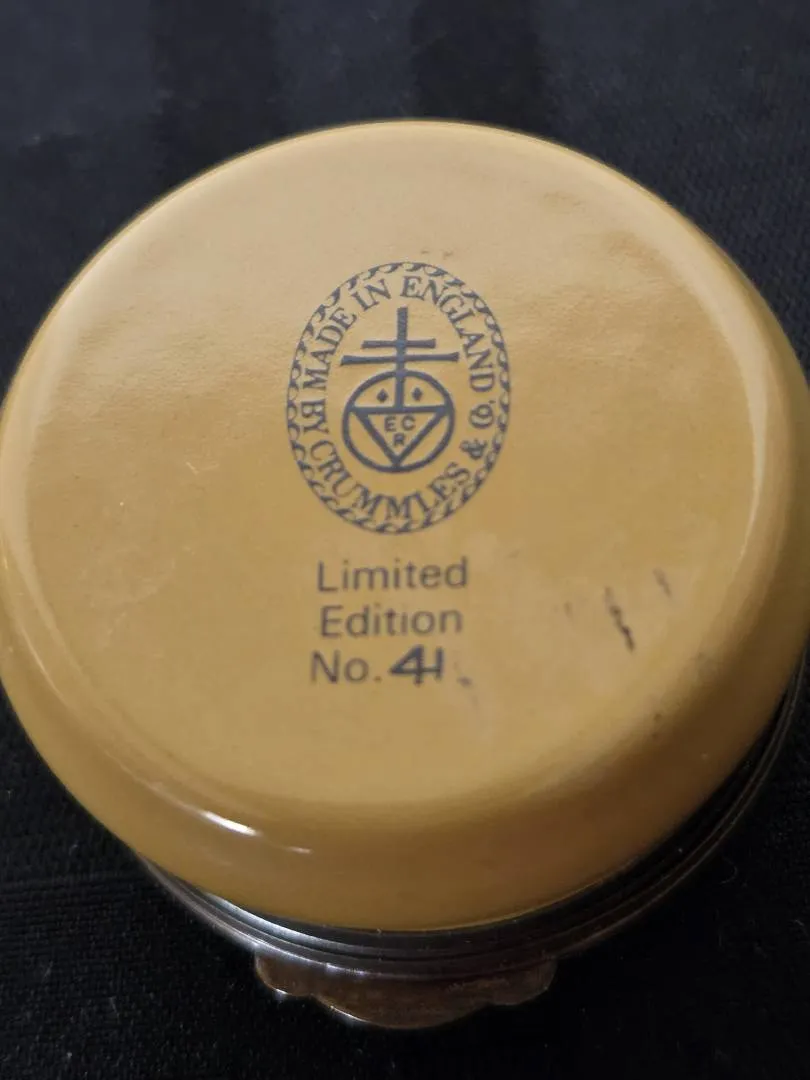 MADE IN ENGLAND
BY CRUMMLES & Co.
E C
R
Limited
Edition
No. 41